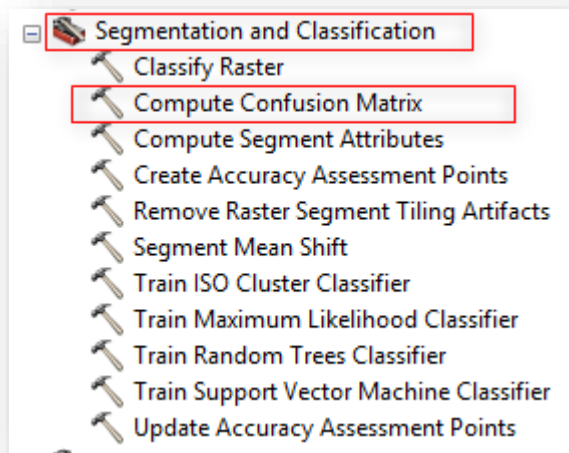 Segmentation and Classification
Classify Raster
Compute Confusion Matrix
Compute Segment Attributes
Create Accuracy Assessment Points
Remove Raster Segment Tiling Artifacts
Segment Mean Shift
Train ISO Cluster Classifier
Train Maximum Likelihood Classifier
Train Random Trees Classifier
Train Support Vector Machine Classifier
Update Accuracy Assessment Points